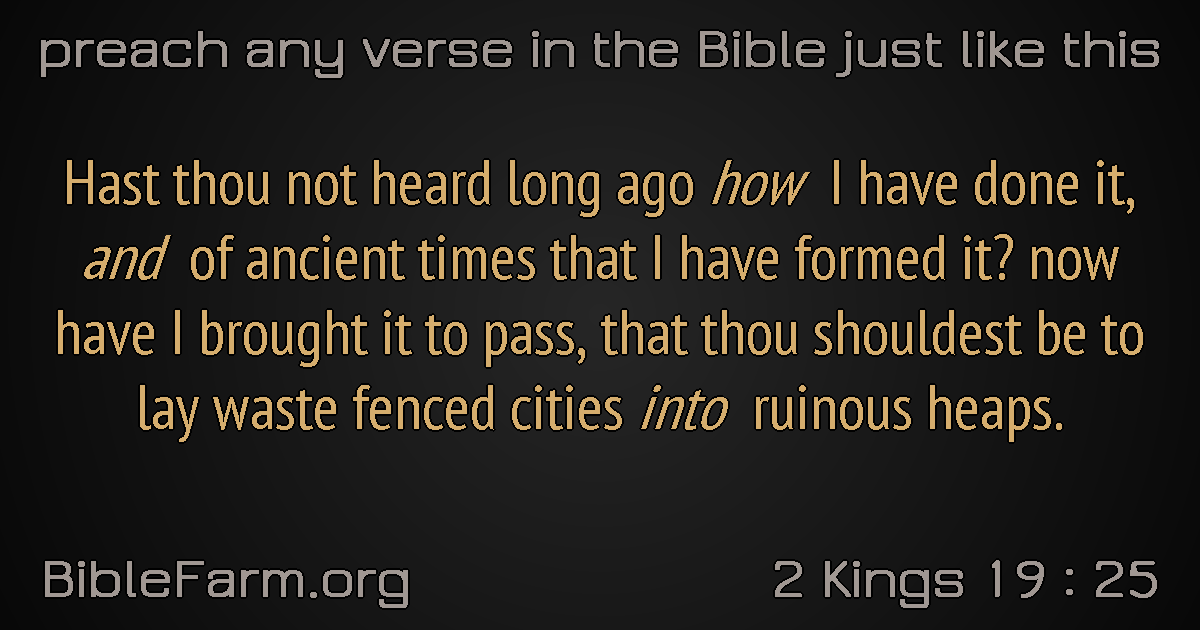 preach any verse in the Bible just like this
Hast thou not heard long ago how I have done it,
and of ancient times that I have formed it? now
have I brought it to pass, that thou shouldest be to
lay waste fenced cities into ruinous heaps.
BibleFarm.org
2 Kings 19 : 25